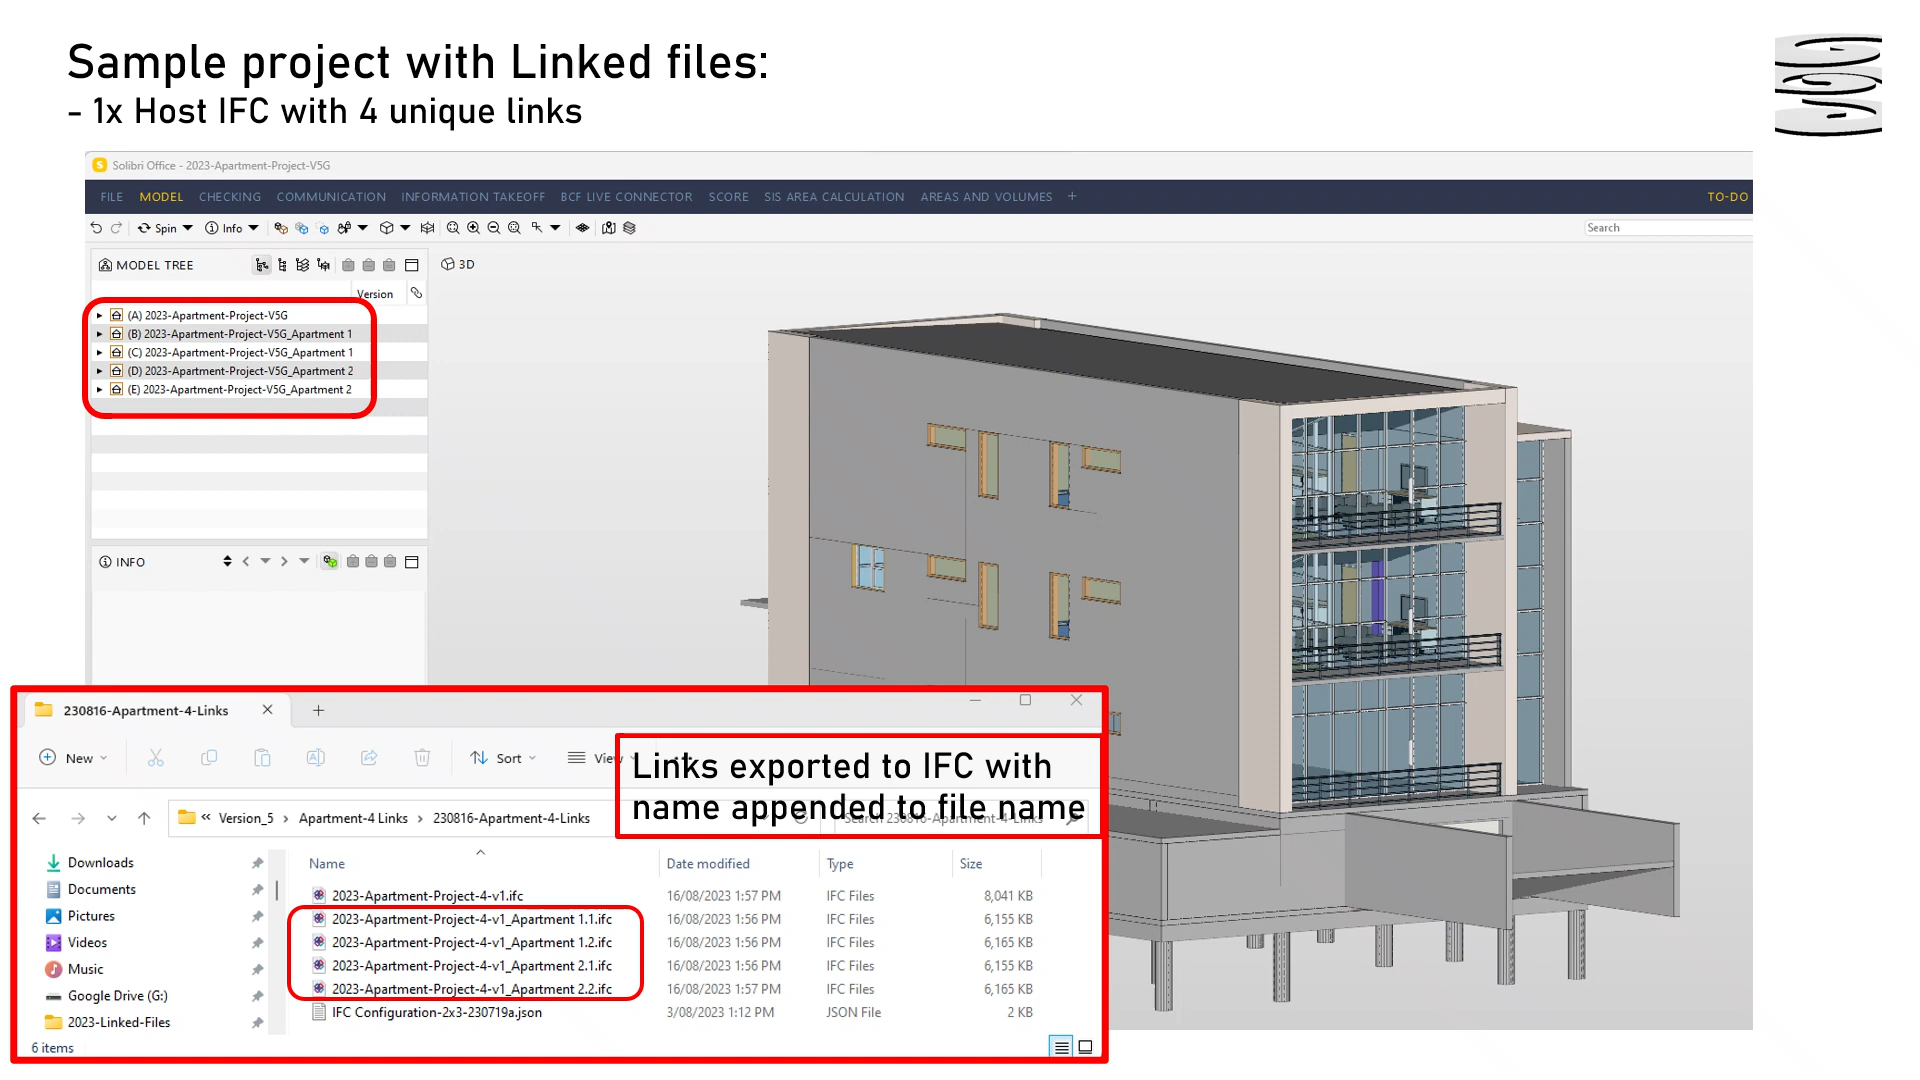 Sample project with Linked files:
- 1x Host IFC with 4 unique links
Solibri Office - 2023-Apartment-Project-V5G
FILE MODEL CHECKING COMMUNICATION INFORMATION TAKEOFF BCF LIVE CONNECTOR SCORE SIS AREA CALCULATION AREAS AND VOLUMES + TO-DO
Spin Info Search
MODEL TREE 3D
Version
(A) 2023-Apartment-Project-V5G
(B) 2023-Apartment-Project-V5G_Apartment 1
(C) 2023-Apartment-Project-V5G_Apartment 1
(D) 2023-Apartment-Project-V5G_Apartment 2
(E) 2023-Apartment-Project-V5G_Apartment 2
INFO
230816-Apartment-4-Links
New Sort View
Links exported to IFC with
name appended to file name
« Version_5 > Apartment-4 Links > 230816-Apartment-4-Links Search 230816-Apartment-4-Links
Name Date modified Type Size
Downloads
Documents
Pictures
Videos
Music
Google Drive (G:)
2023-Linked-Files
2023-Apartment-Project-4-v1.ifc 16/08/2023 1:57 PM IFC Files 8,041 KB
2023-Apartment-Project-4-v1_Apartment 1.1.ifc 16/08/2023 1:56 PM IFC Files 6,155 KB
2023-Apartment-Project-4-v1_Apartment 1.2.ifc 16/08/2023 1:56 PM IFC Files 6,165 KB
2023-Apartment-Project-4-v1_Apartment 2.1.ifc 16/08/2023 1:56 PM IFC Files 6,155 KB
2023-Apartment-Project-4-v1_Apartment 2.2.ifc 16/08/2023 1:57 PM IFC Files 6,165 KB
IFC Configuration-2x3-230719a.json 3/08/2023 1:12 PM JSON File 2 KB
6 items